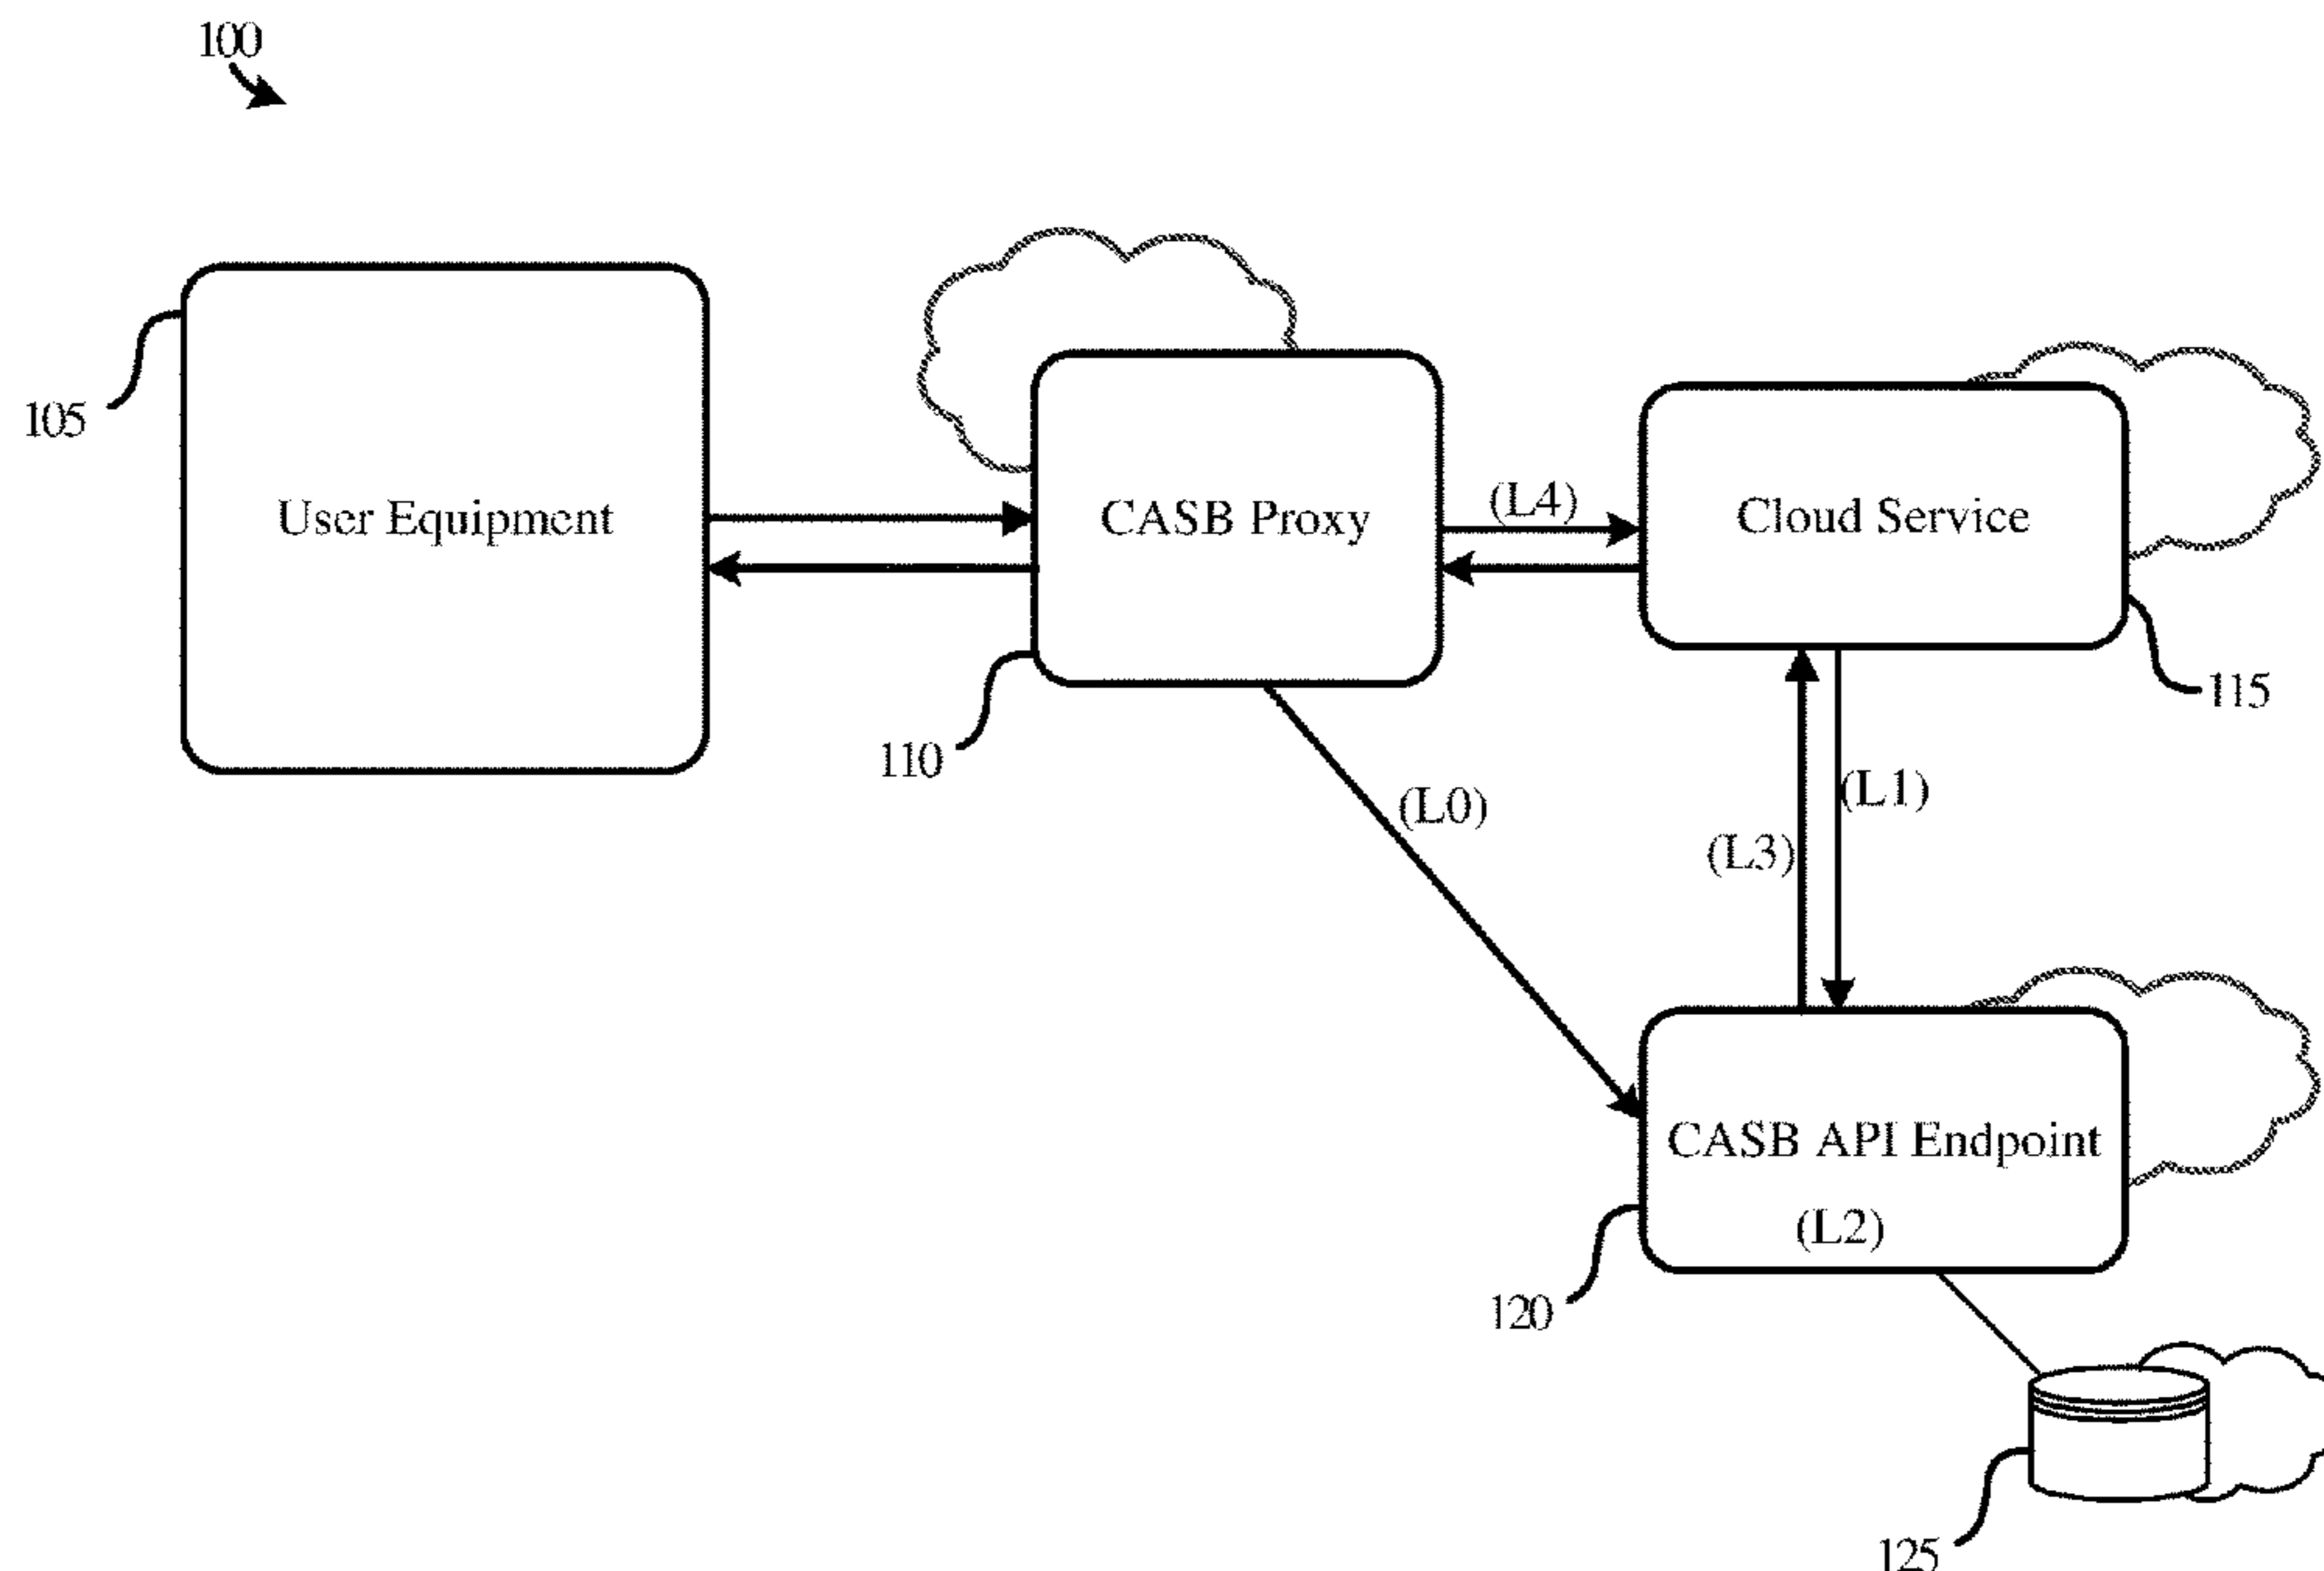 100
105
User Equipment
CASB Proxy
(L4)
Cloud Service
110
115
(L0)
(L1)
(L3)
CASB API Endpoint
(L2)
120
125